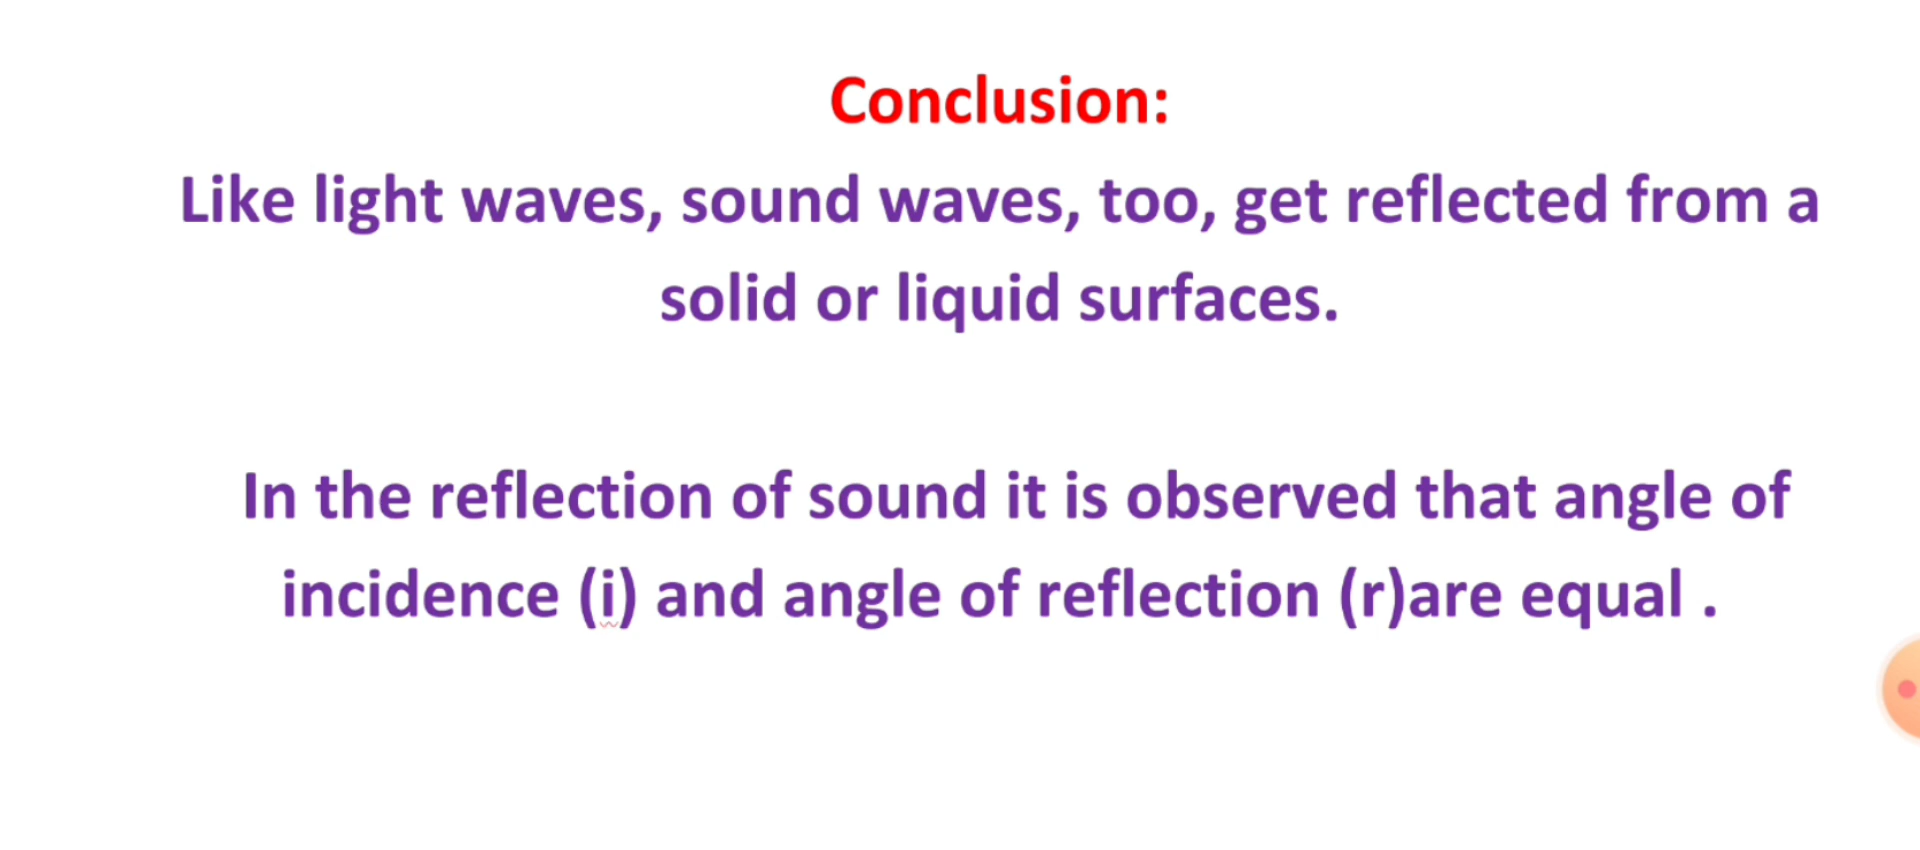 Conclusion:
Like light waves, sound waves, too, get reflected from a
solid or liquid surfaces.
In the reflection of sound it is observed that angle of
incidence (i) and angle of reflection (r)are equal .